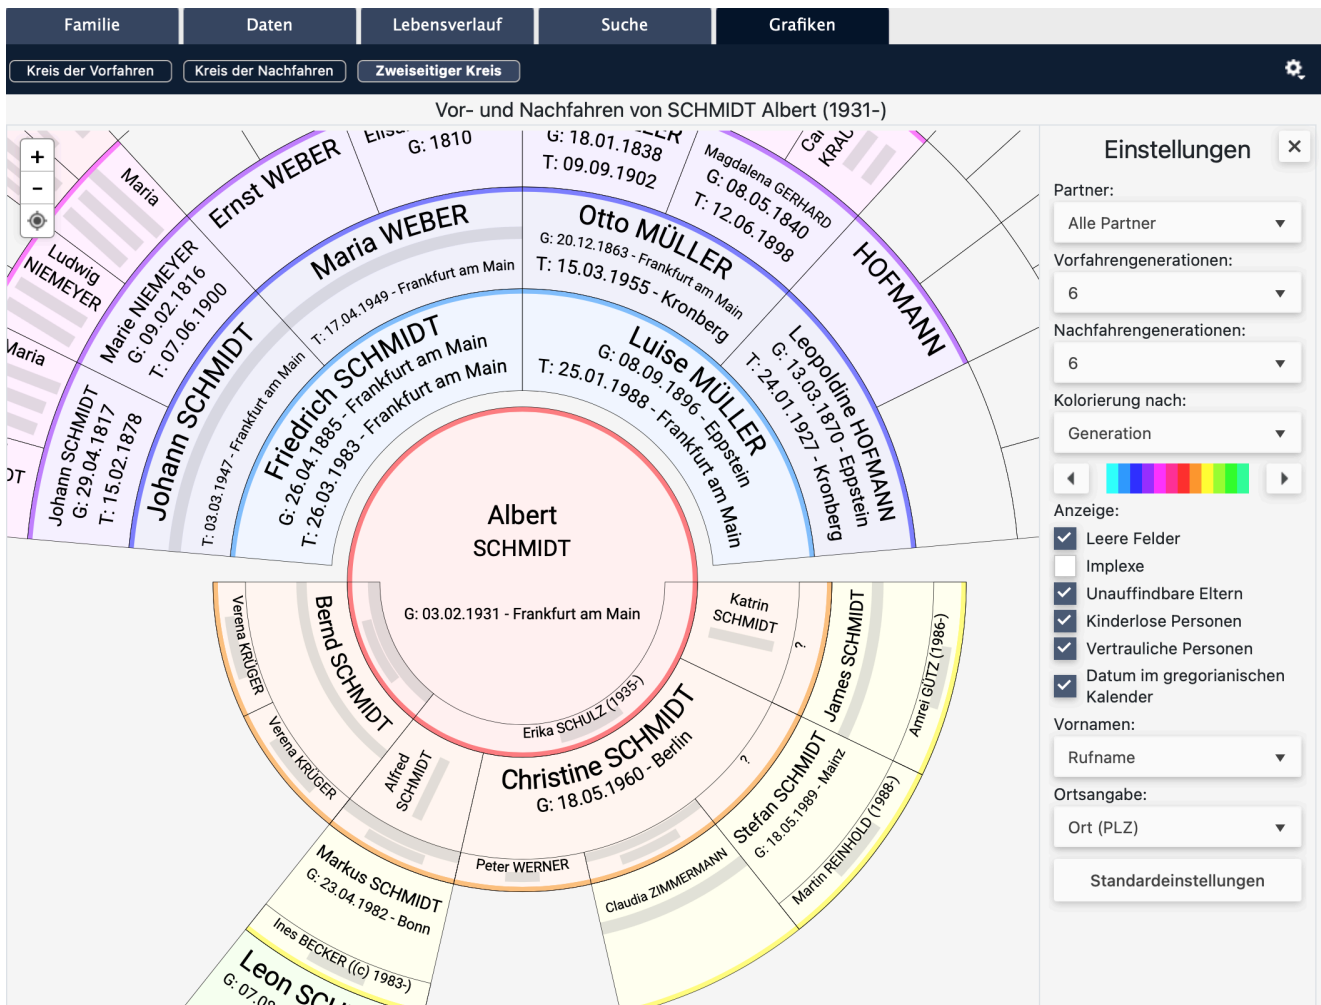 Familie
Daten
Lebensverlauf
Suche
Grafiken
Kreis der Vorfahren
Kreis der Nachfahren
Zweiseitiger Kreis
Vor- und Nachfahren von SCHMIDT Albert (1931-)
+
−
Maria
Ludwig
NIEMEYER
Maria
Johann SCHMIDT
G: 29.04.1817
T: 15.02.1878
Marie NIEMEYER
G: 09.02.1816
T: 07.06.1900
Ernst WEBER
G: 1810
G: 18.01.1838
T: 09.09.1902
Magdalena GERHARD
G: 08.05.1840
T: 12.06.1898
HOFMANN
Johann SCHMIDT
T: 03.03.1947 - Frankfurt am Main
Maria WEBER
T: 17.04.1949 - Frankfurt am Main
Otto MÜLLER
G: 20.12.1863 - Frankfurt am Main
T: 15.03.1955 - Kronberg
Leopoldine HOFMANN
G: 13.03.1870 - Eppstein
T: 24.01.1927 - Kronberg
Friedrich SCHMIDT
G: 26.04.1885 - Frankfurt am Main
T: 26.03.1983 - Frankfurt am Main
Luise MÜLLER
G: 08.09.1896 - Eppstein
T: 25.01.1988 - Frankfurt am Main
Albert
SCHMIDT
G: 03.02.1931 - Frankfurt am Main
Erika SCHULZ (1935-)
Verena KRÜGER
Bernd SCHMIDT
Verena KRÜGER
Alfred
SCHMIDT
Christine SCHMIDT
G: 18.05.1960 - Berlin
Peter WERNER
Katrin
SCHMIDT
?
?
James SCHMIDT
Amrei GÜTZ (1986-)
Stefan SCHMIDT
G: 18.05.1989 - Mainz
Martin REINHOLD (1988-)
Claudia ZIMMERMANN
Markus SCHMIDT
G: 23.04.1982 - Bonn
Ines BECKER ((c) 1983-)
Leon
Einstellungen
Partner:
Alle Partner
Vorfahrengenerationen:
6
Nachfahrengenerationen:
6
Kolorierung nach:
Generation
Anzeige:
Leere Felder
Implexe
Unauffindbare Eltern
Kinderlose Personen
Vertrauliche Personen
Datum im gregorianischen
Kalender
Vornamen:
Rufname
Ortsangabe:
Ort (PLZ)
Standardeinstellungen